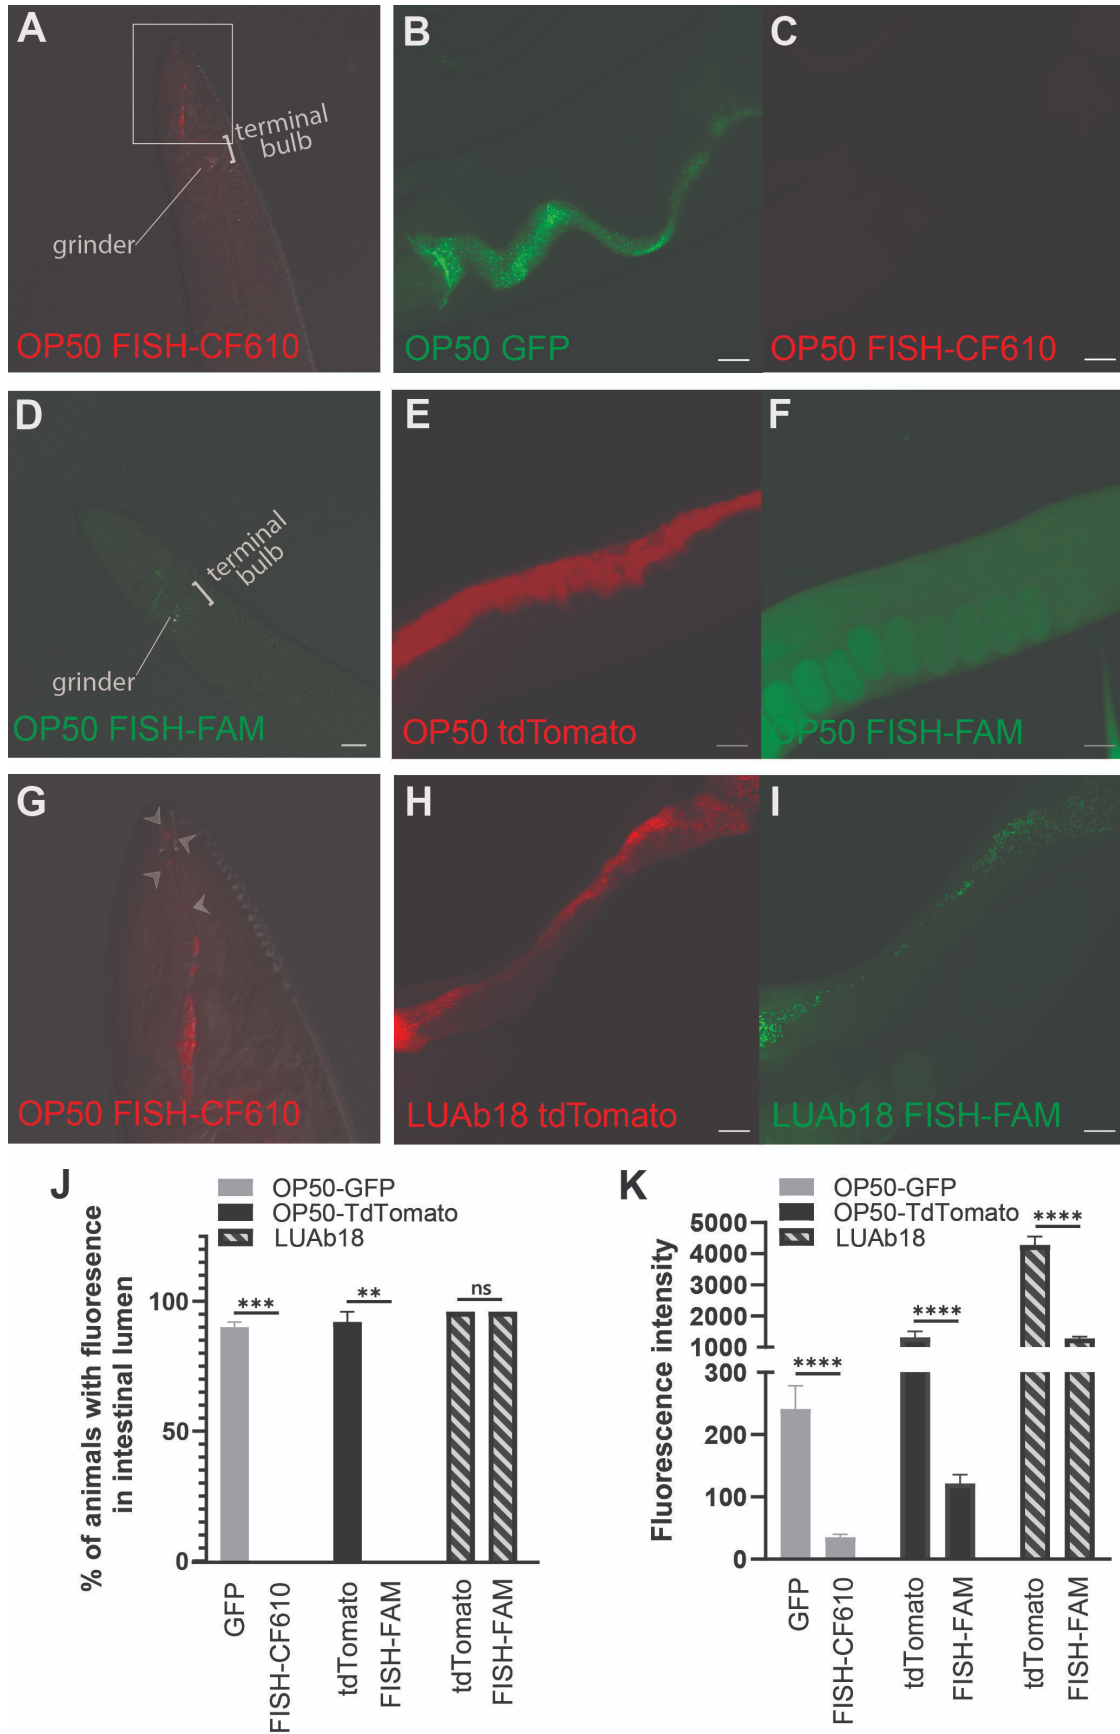 A
terminal
bulb
grinder
OP50 FISH-CF610
B
OP50 GFP
C
OP50 FISH-CF610
D
terminal
bulb
grinder
OP50 FISH-FAM
E
OP50 tdTomato
F
OP50 FISH-FAM
G
OP50 FISH-CF610
H
LUAb18 tdTomato
I
LUAb18 FISH-FAM
J
OP50-GFP
OP50-TdTomato
LUAb18
% of animals with fluoresence
in intestinal lumen
100
50
0
***
**
ns
GFP
FISH-CF610
tdTomato
FISH-FAM
tdTomato
FISH-FAM
K
OP50-GFP
OP50-TdTomato
LUAb18
Fluorescence intensity
5000
4000
3000
2000
1000
300
200
100
0
****
****
****
GFP
FISH-CF610
tdTomato
FISH-FAM
tdTomato
FISH-FAM